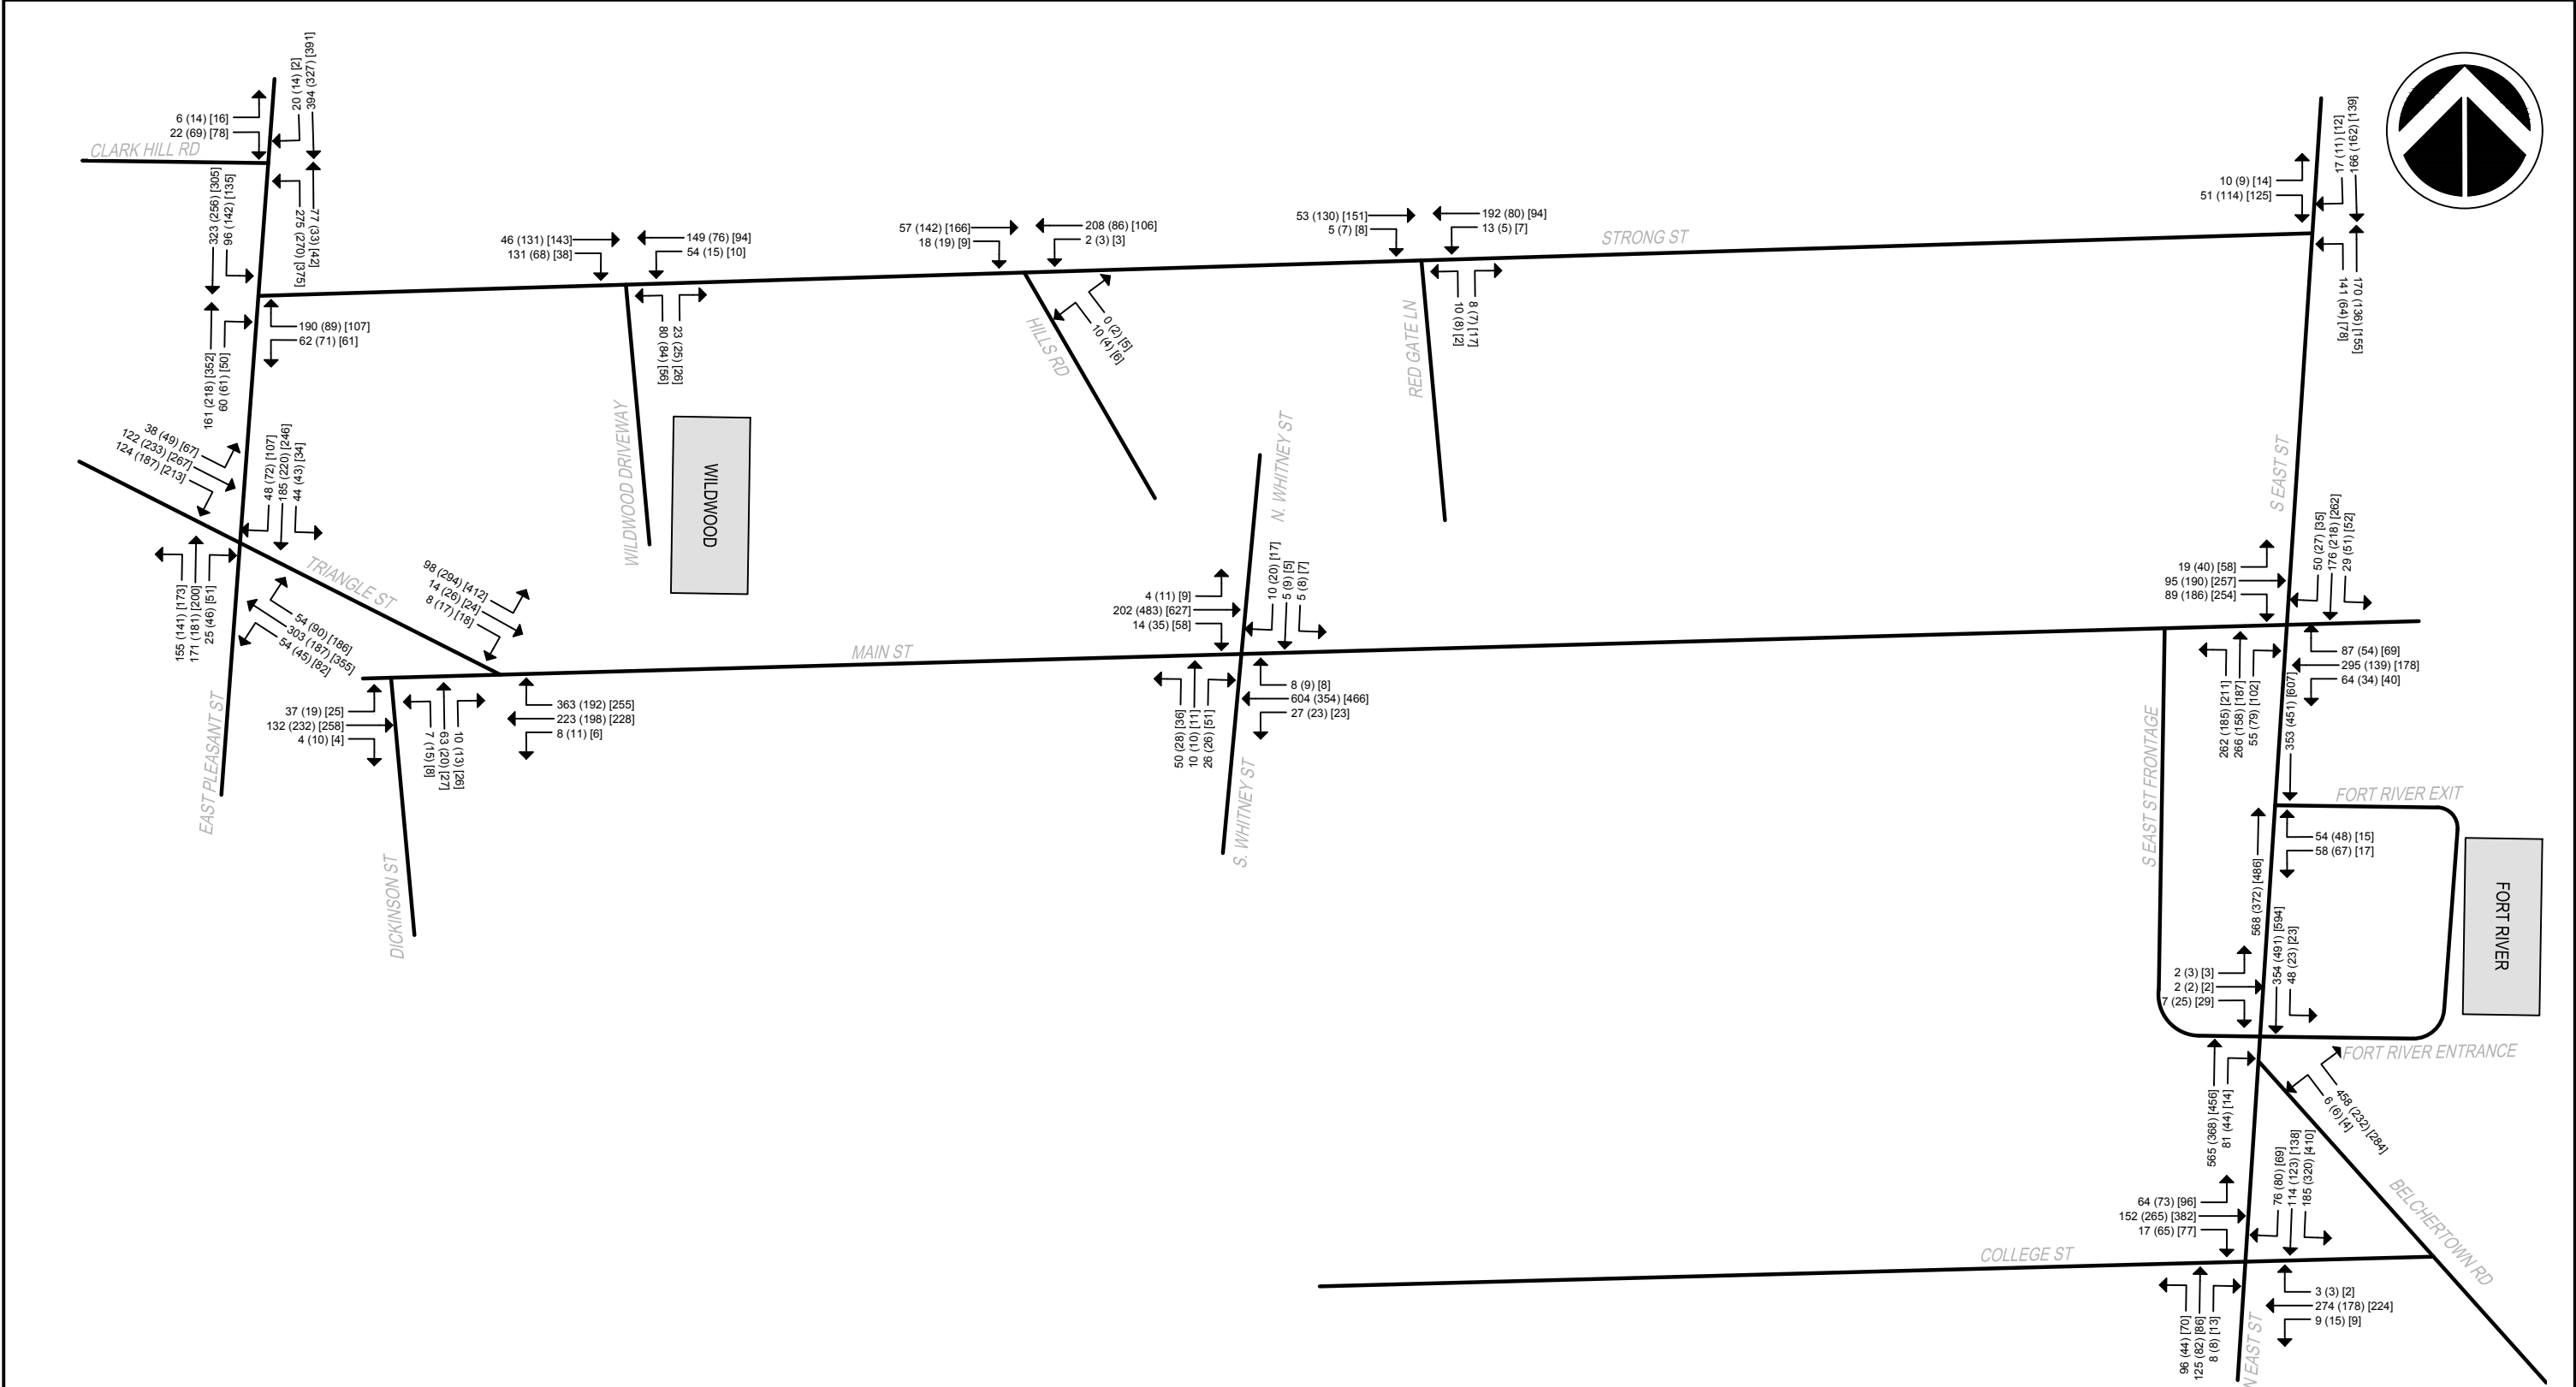 20 (14) [2]
394 (327) [391]
6 (14) [16]
22 (69) [78]
CLARK HILL RD
323 (256) [305]
96 (142) [135]
77 (33) [42]
275 (270) [375]
190 (89) [107]
62 (71) [61]
161 (218) [352]
60 (61) [50]
46 (131) [143]
131 (68) [38]
149 (76) [94]
54 (15) [10]
23 (25) [26]
80 (84) [56]
WILDWOOD DRIVEWAY
WILDWOOD
57 (142) [166]
18 (19) [9]
208 (86) [106]
2 (3) [3]
0 (2) [5]
10 (4) [6]
HILLS RD
53 (130) [151]
5 (7) [8]
192 (80) [94]
13 (5) [7]
8 (7) [17]
10 (8) [2]
RED GATE LN
STRONG ST
10 (9) [14]
51 (114) [125]
17 (11) [12]
166 (162) [139]
170 (136) [155]
141 (64) [78]
S EAST ST
38 (49) [67]
122 (233) [267]
124 (187) [213]
48 (72) [107]
185 (220) [246]
44 (43) [34]
155 (141) [173]
171 (181) [200]
25 (46) [51]
54 (90) [186]
303 (187) [355]
54 (45) [82]
TRIANGLE ST
EAST PLEASANT ST
98 (294) [412]
14 (26) [24]
8 (17) [18]
37 (19) [25]
132 (232) [258]
4 (10) [4]
10 (13) [26]
63 (20) [27]
7 (15) [8]
363 (192) [255]
223 (198) [228]
8 (11) [6]
DICKINSON ST
MAIN ST
N. WHITNEY ST
4 (11) [9]
202 (483) [627]
14 (35) [58]
10 (20) [17]
5 (9) [5]
5 (8) [7]
50 (28) [36]
10 (10) [11]
26 (26) [51]
8 (9) [8]
604 (354) [466]
27 (23) [23]
S. WHITNEY ST
19 (40) [58]
95 (190) [257]
89 (186) [254]
50 (27) [35]
176 (218) [262]
29 (51) [52]
262 (185) [211]
266 (158) [187]
55 (79) [102]
87 (54) [69]
295 (139) [178]
64 (34) [40]
353 (451) [607]
S EAST ST FRONTAGE
FORT RIVER EXIT
54 (48) [15]
58 (67) [17]
568 (372) [486]
FORT RIVER
354 (491) [594]
48 (23) [23]
2 (3) [3]
2 (2) [2]
7 (25) [29]
FORT RIVER ENTRANCE
565 (368) [456]
81 (44) [14]
458 (232) [284]
6 (6) [4]
BELCHERTOWN RD
64 (73) [96]
152 (265) [382]
17 (65) [77]
76 (80) [69]
114 (123) [138]
185 (320) [410]
COLLEGE ST
96 (44) [70]
125 (82) [86]
8 (8) [13]
3 (3) [2]
274 (178) [224]
9 (15) [9]
N EAST ST